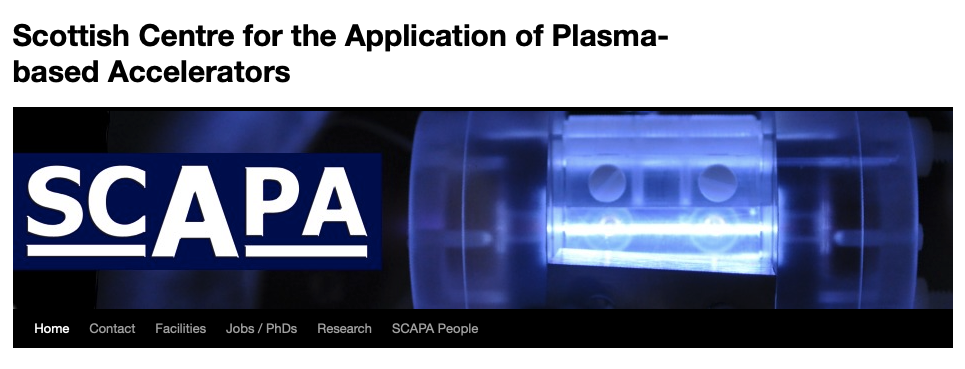 Scottish Centre for the Application of Plasma-
based Accelerators
SCAPA
Home Contact Facilities Jobs / PhDs Research SCAPA People